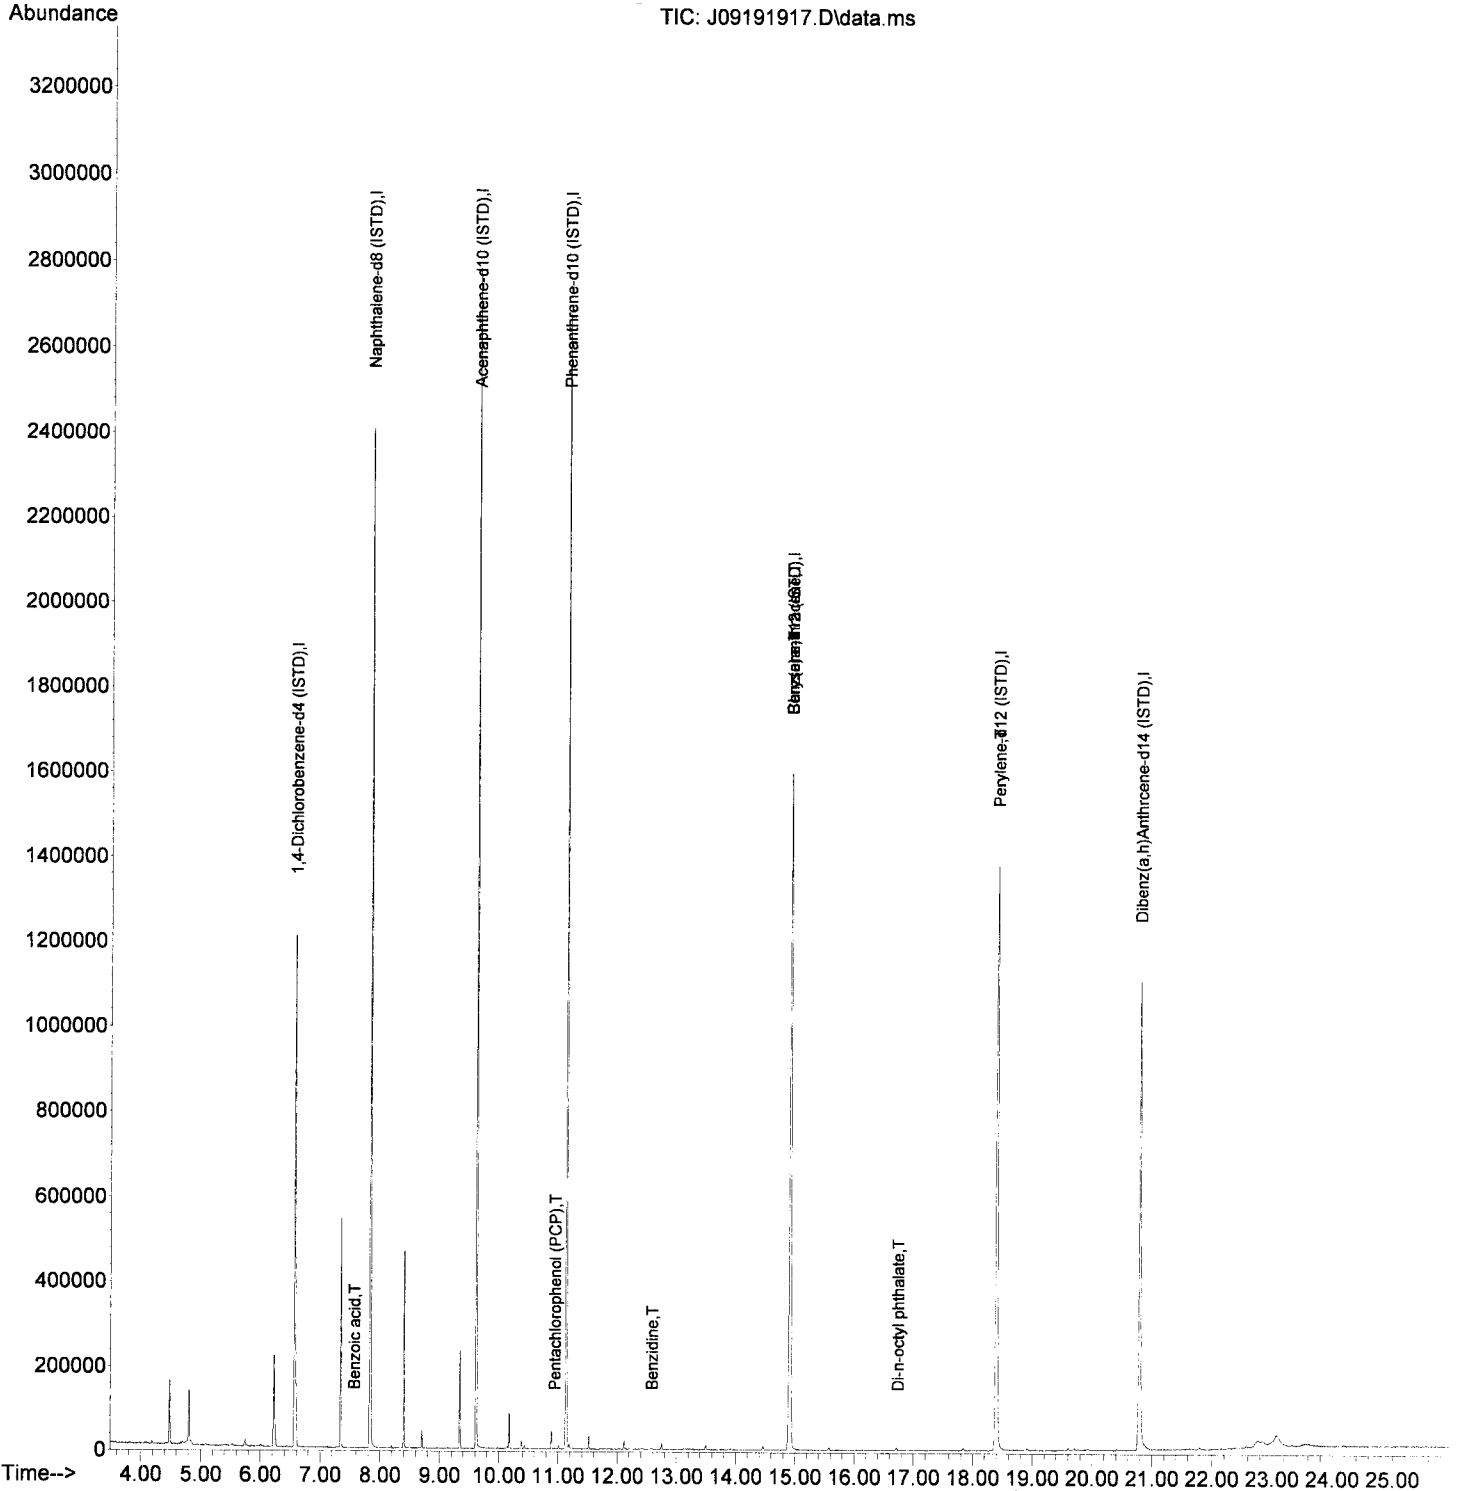 Abundance
TIC: J09191917.D\data.ms
3200000
3000000
2800000
2600000
2400000
2200000
2000000
1800000
1600000
1400000
1200000
1000000
800000
600000
400000
200000
0
1,4-Dichlorobenzene-d4 (ISTD),I
Benzoic acid,T
Naphthalene-d8 (ISTD),I
Acenaphthene-d10 (ISTD),I
Pentachlorophenol (PCP),T
Phenanthrene-d10 (ISTD),I
Benzidine,T
Di-n-octyl phthalate,T
Perylene-d12 (ISTD),I
Dibenz(a,h)Anthrcene-d14 (ISTD),I
Time--> 4.00 5.00 6.00 7.00 8.00 9.00 10.00 11.00 12.00 13.00 14.00 15.00 16.00 17.00 18.00 19.00 20.00 21.00 22.00 23.00 24.00 25.00